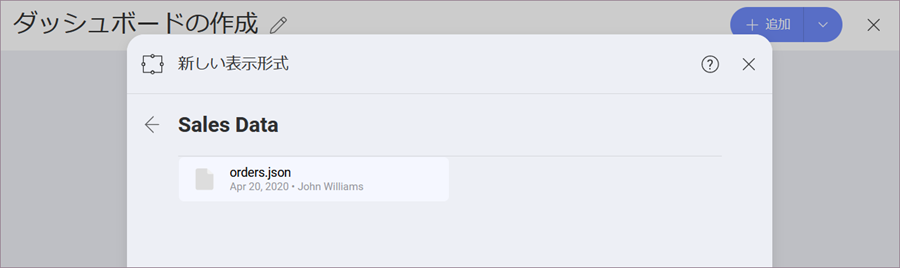 ダッシュボードの作成
追加
新しい表示形式
Sales Data
orders.json
Apr 20, 2020 • John Williams